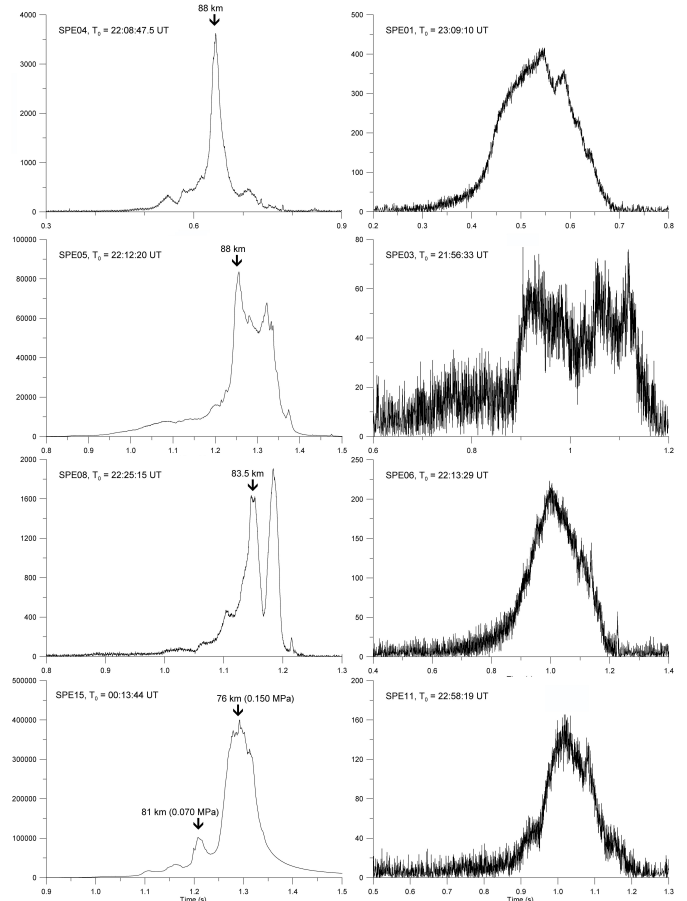 88 km
SPE04, T0 = 22:08:47.5 UT
4000
3000
2000
1000
0
0.3 0.6 0.9
SPE01, T0 = 23:09:10 UT
500
400
300
200
100
0
0.2 0.3 0.4 0.5 0.6 0.7 0.8
88 km
SPE05, T0 = 22:12:20 UT
100000
80000
60000
40000
20000
0
0.8 0.9 1.0 1.1 1.2 1.3 1.4 1.5
SPE03, T0 = 21:56:33 UT
80
60
40
20
0
0.6 0.8 1 1.2
83.5 km
SPE08, T0 = 22:25:15 UT
2000
1600
1200
800
400
0
0.8 0.9 1.0 1.1 1.2 1.3
SPE06, T0 = 22:13:29 UT
250
200
150
100
50
0
0.4 0.6 0.8 1.0 1.2 1.4
SPE15, T0 = 00:13:44 UT
76 km (0.150 MPa)
81 km (0.070 MPa)
500000
400000
300000
200000
100000
0
0.9 1.0 1.1 1.2 1.3 1.4 1.5
Time (s)
SPE11, T0 = 22:58:19 UT
200
160
120
80
40
0
0.5 0.6 0.7 0.8 0.9 1.0 1.1 1.2 1.3
Time (s)